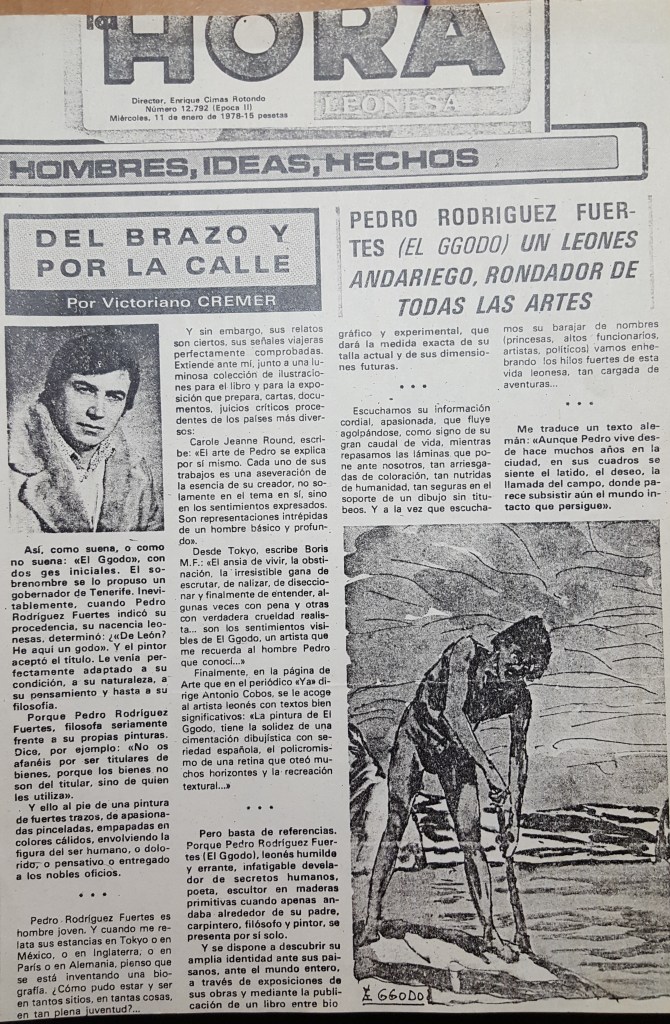 la
HORA
LEONESA
Director, Enrique Cimas Rotondo
Número 12.792 (Epoca II)
Miércoles, 11 de enero de 1978-15 pesetas
HOMBRES, IDEAS, HECHOS
DEL BRAZO Y
POR LA CALLE
Por Victoriano CREMER
PEDRO RODRIGUEZ FUER-
TES (EL GGODO) UN LEONES
ANDARIEGO, RONDADOR DE
TODAS LAS ARTES
Así, como suena, o como
no suena: «El Ggodo», con
dos ges iniciales. El so-
brenombre se lo propuso un
gobernador de Tenerife. Inevi-
tablemente, cuando Pedro
Rodríguez Fuertes indicó su
procedencia, su nacencia leo-
nesas, determinó: ¿«De León?
He aquí un godo». Y el pintor
aceptó el título. Le venía per-
fectamente adaptado a su
condición, a su naturaleza, a
su pensamiento y hasta a su
filosofía.
Porque Pedro Rodríguez
Fuertes, filosofa seriamente
frente a su propias pinturas.
Dice, por ejemplo: «No os
afanéis por ser titulares de
bienes, porque los bienes no
son del titular, sino de quien
les utiliza».
Y ello al pie de una pintura
de fuertes trazos, de apasiona-
das pinceladas, empapadas en
colores cálidos, envolviendo la
figura del ser humano, o dolo-
rido, o pensativo o entregado
a los nobles oficios.
* * *
Pedro Rodríguez Fuertes es
hombre joven. Y cuando me re-
lata sus estancias en Tokyo o en
México, o en Inglaterra, o en
París o en Alemania, pienso que
se está inventando una bio-
grafía. ¿Cómo pudo estar y ser
en tantos sitios, en tantas cosas,
en tan plena juventud?...
Y sin embargo, sus relatos
son ciertos, sus señales viajeras
perfectamente comprobadas.
Extiende ante mí, junto a una lu-
minosa colección de ilustraciones
para el libro y para la expo-
sición que prepara, cartas, docu-
mentos, juicios críticos proce-
dentes de los países mas diver-
sos:
Carole Jeanne Round, escri-
be: «El arte de Pedro se explica
por sí mismo. Cada uno de sus
trabajos es una aseveración de
la esencia de su creador, no so-
lamente en el tema en sí, sino
en los sentimientos expresados.
Son representaciones intrépidas
de un hombre básico y profun-
do».
Desde Tokyo, escribe Boris
M.F.: «El ansia de vivir, la obsti-
nación, la irresistible gana de
escrutar, de nalizar, de diseccio-
nar y finalmente de entender, al-
gunas veces con pena y otras
con verdadera crueldad realis-
ta... son los sentimientos visi-
bles de El Ggodo, un artista que
me recuerda al hombre Pedro
que conocí...»
Finalmente, en la página de
Arte que en el periódico «Ya» di-
rige Antonio Cobos, se le acoge
al artista leonés con textos bien
significativos: «La pintura de El
Ggodo, tiene la solidez de una
cimentación dibujística con se-
riedad española, el policromis-
mo de una retina que oteó mu-
chos horizontes y la recreación
textural...»
* * *
Pero basta de referencias.
Porque Pedro Rodríguez Fuer-
tes (El Ggodo), leonés humilde
y errante, infatigable develа-
dor de secretos humanos,
poeta, escultor en maderas
primitivas cuando apenas an-
daba alrededor de su padre,
carpintero, filósofo y pintor, se
presenta por si solo.
Y se dispone a descubrir su
amplia identidad ante sus pai-
sanos, ante el mundo entero,
a través de exposiciones de
sus obras y mediante la publi-
cación de un libro entre bio
gráfico y experimental, que
dará la medida exacta de su
talla actual y de sus dimensio-
nes futuras.
* * *
Escuchamos su información
cordial, apasionada, que fluye
agolpándose, como signo de su
gran caudal de vida, mientras
repasamos las láminas que po-
ne ante nosotros, tan arriesga-
das de coloración, tan nutridas
de humanidad, tan seguras en el
soporte de un dibujo sin titu-
beos. Y a la vez que escucha-
mos su barajar de nombres
(princesas, altos funcionarios,
artistas, políticos) vamos enhe-
brando los hilos fuertes de esta
vida leonesa, tan cargada de
aventuras...
* * *
Me traduce un texto ale-
mán: «Aunque Pedro vive des-
de hace muchos años en la
ciudad, en sus cuadros se
siente el latido, el deseo, la
llamada del campo, donde pa-
rece subsistir aún el mundo in-
tacto que persigue».
EL GGODO